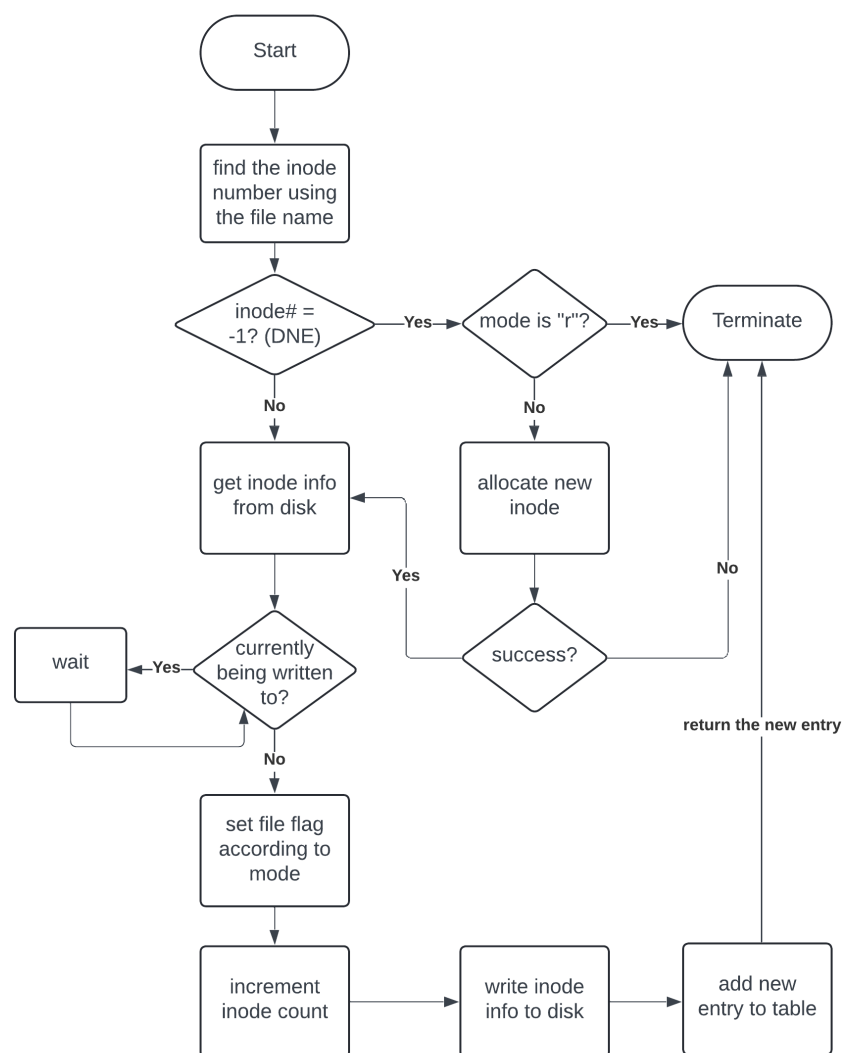 Start
find the inode
number using
the file name
inode# =
-1? (DNE)
Yes
mode is "r"?
Yes
Terminate
No
No
get inode info
from disk
allocate new
inode
Yes
No
currently
being written
to?
Yes
wait
success?
return the new entry
No
set file flag
according to
mode
increment
inode count
write inode
info to disk
add new
entry to table